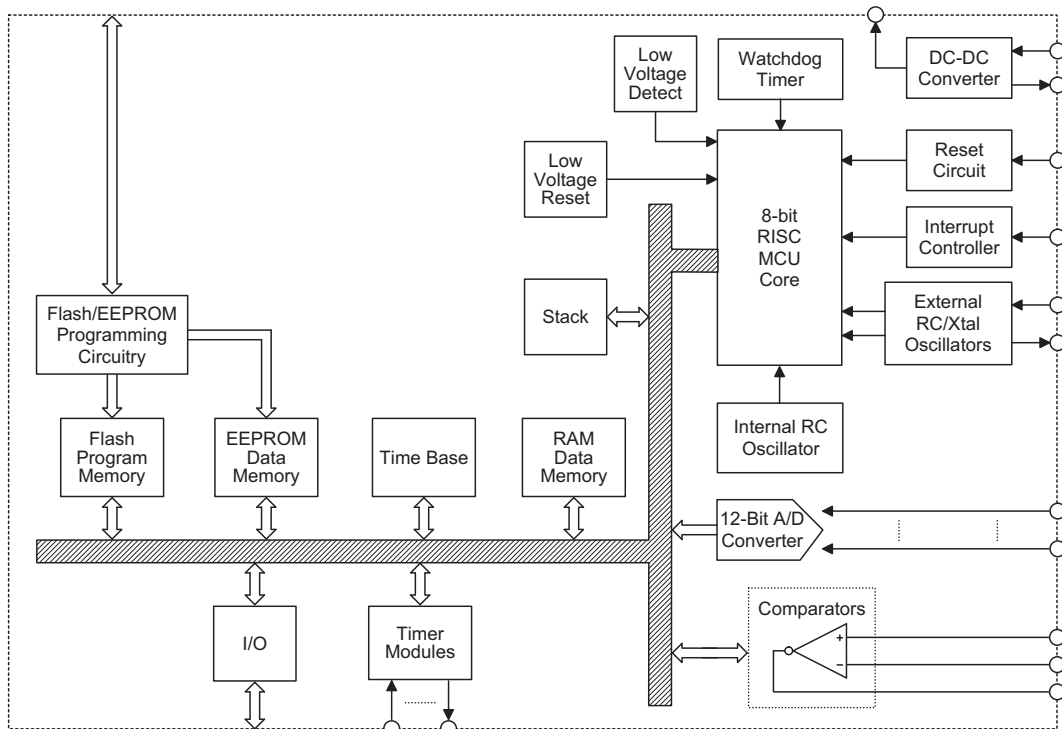 Low
Voltage
Detect
Watchdog
Timer
DC-DC
Converter
Low
Voltage
Reset
8-bit
RISC
MCU
Core
Reset
Circuit
Interrupt
Controller
Flash/EEPROM
Programming
Circuitry
Stack
External
RC/Xtal
Oscillators
Flash
Program
Memory
EEPROM
Data
Memory
Time Base
RAM
Data
Memory
Internal RC
Oscillator
12-Bit A/D
Converter
I/O
Timer
Modules
Comparators
+
−